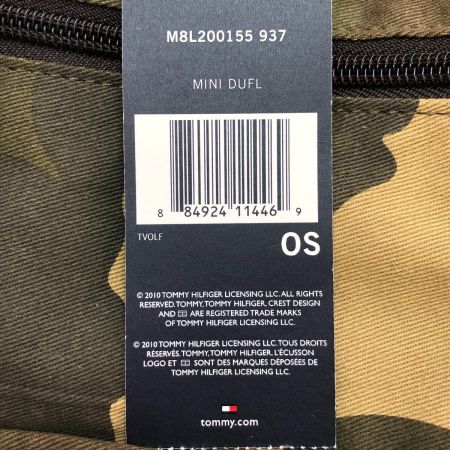 M8L200155 937
MINI DUFL
8 84924 11446 9
TVOLF
OS
© 2010 TOMMY HILFIGER LICENSING LLC. ALL RIGHTS
RESERVED. TOMMY, TOMMY HILFIGER, CREST DESIGN
AND ARE REGISTERED TRADE MARKS
OF TOMMY HILFIGER LICENSING LLC.
© 2010 TOMMY HILFIGER LICENSING LLC. TOUS DROITS
RÉSERVÉS. TOMMY, TOMMY HILFIGER, L'ÉCUSSON
LOGO ET SONT DES MARQUES DÉPOSÉES DE
TOMMY HILFIGER LICENSING LLC.
tommy.com